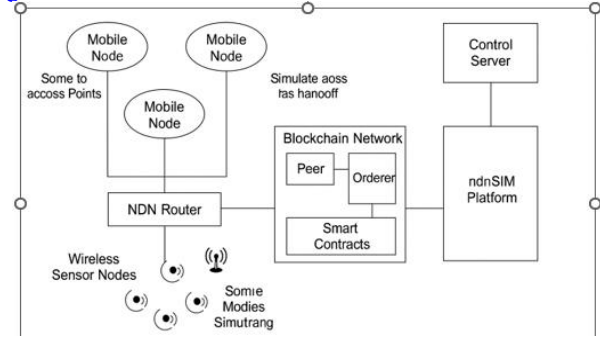 Mobile
Node
Mobile
Node
Control
Server
Some to
accoss Points
Simulate aoss
has hanooff
Mobile
Node
Blockchain Network
Peer
Orderer
ndnSIM
Platform
NDN Router
Smart
Contracts
Wireless
Sensor Nodes
Somie
Modies
Simutrang